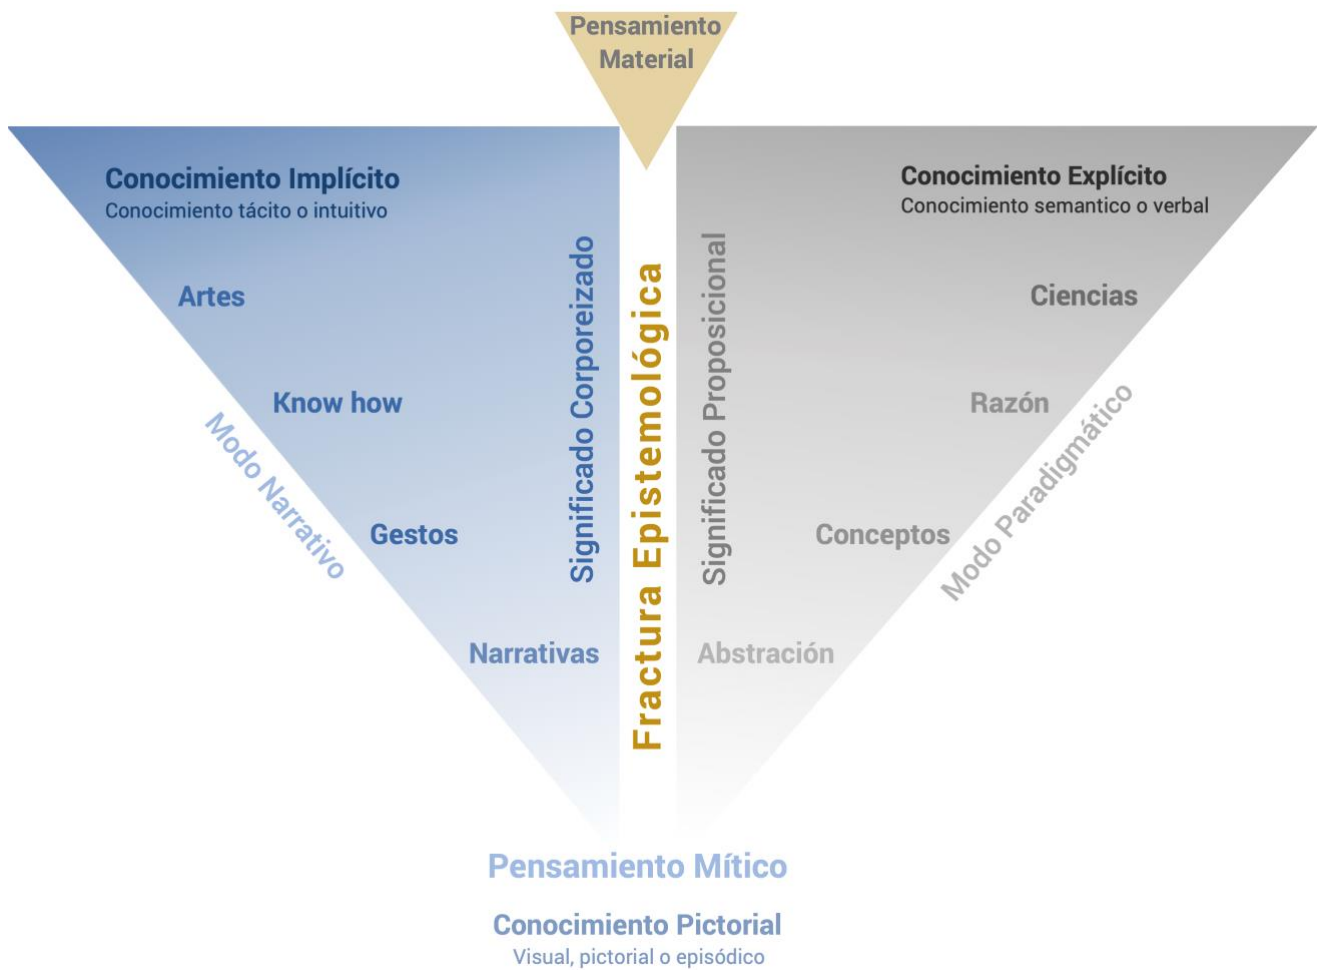 Pensamiento
Material
Conocimiento Implícito
Conocimiento tácito o intuitivo
Artes
Know how
Gestos
Narrativas
Modo Narrativo
Significado Corporeizado
Fractura Epistemológica
Significado Proposicional
Conocimiento Explícito
Conocimiento semantico o verbal
Ciencias
Razón
Conceptos
Abstración
Modo Paradigmático
Pensamiento Mítico
Conocimiento Pictorial
Visual, pictorial o episódico